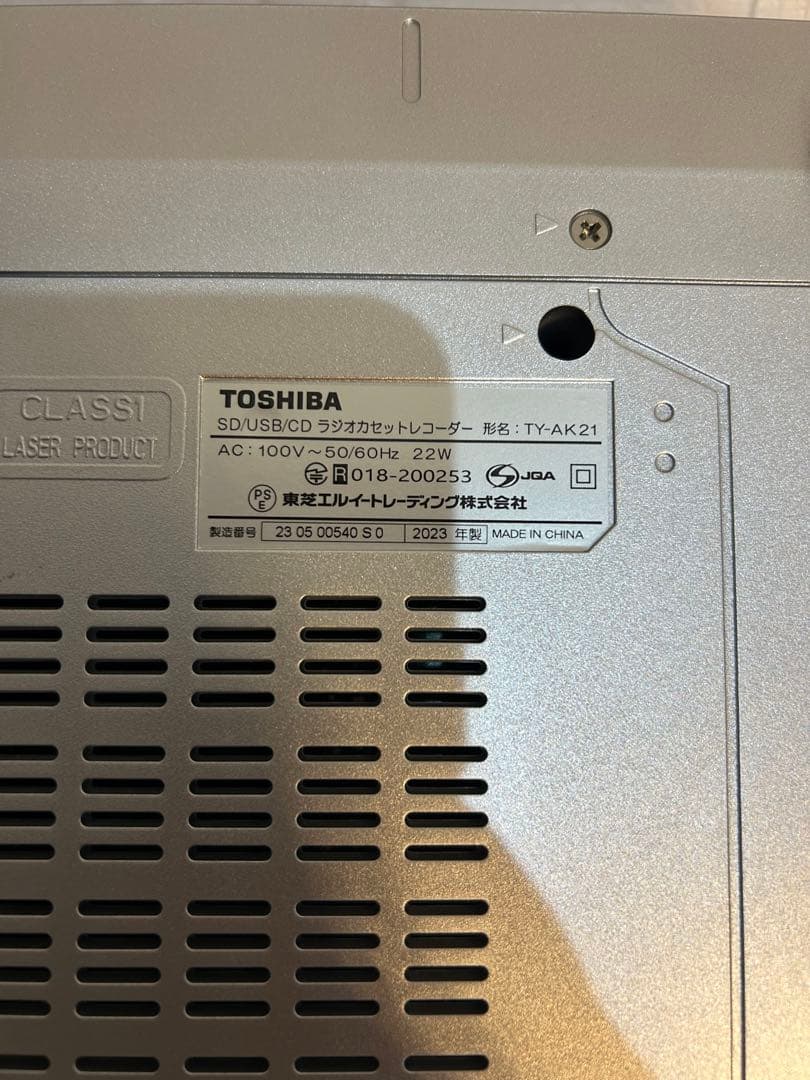 CLASS1
LASER PRODUCT
TOSHIBA
SD/USB/CD ラジオカセットレコーダー 形名：TY-AK21
AC：100V～50/60Hz 22W
R 018-200253 JQA
PSE 東芝エルイートレーディング株式会社
製造番号 23 05 00540 S 0 2023 年製 MADE IN CHINA